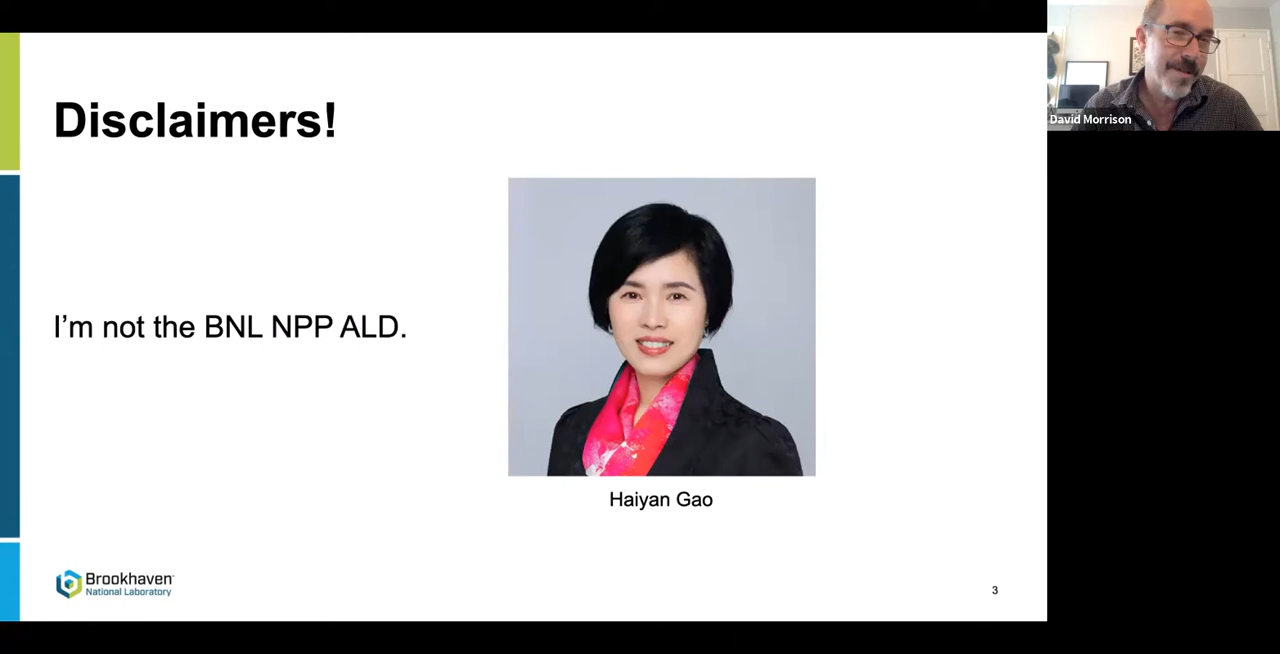 Disclaimers!
David Morrison
I'm not the BNL NPP ALD.
Haiyan Gao
Brookhaven
National Laboratory
3